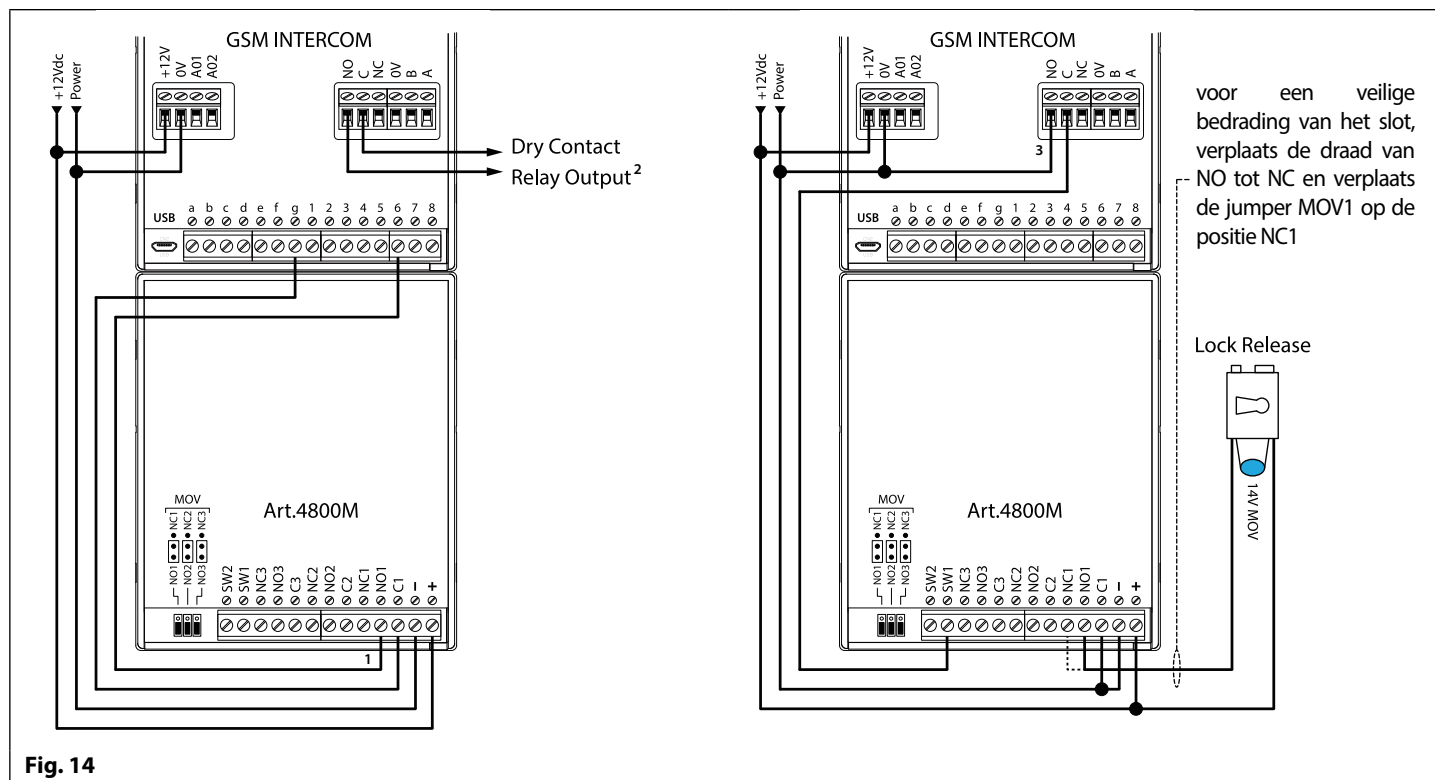 GSM INTERCOM
+12Vdc
Power
+12V
0V
A01
A02
NO
C
NC
0V
B
A
Dry Contact
Relay Output²
USB
a b c d e f g 1 2 3 4 5 6 7 8
Art.4800M
MOV
NC1
NC2
NC3
NO1
NO2
NO3
SW2
SW1
NC3
NO3
C3
NC2
NO2
C2
NC1
NO1
C1
–
+
1
GSM INTERCOM
+12Vdc
Power
+12V
0V
A01
A02
NO
C
NC
0V
B
A
3
USB
a b c d e f g 1 2 3 4 5 6 7 8
voor een veilige
bedrading van het slot,
verplaats de draad van
NO tot NC en verplaats
de jumper MOV1 op de
positie NC1
Lock Release
14V MOV
Art.4800M
MOV
NC1
NC2
NC3
NO1
NO2
NO3
SW2
SW1
NC3
NO3
C3
NC2
NO2
C2
NC1
NO1
C1
–
+
Fig. 14